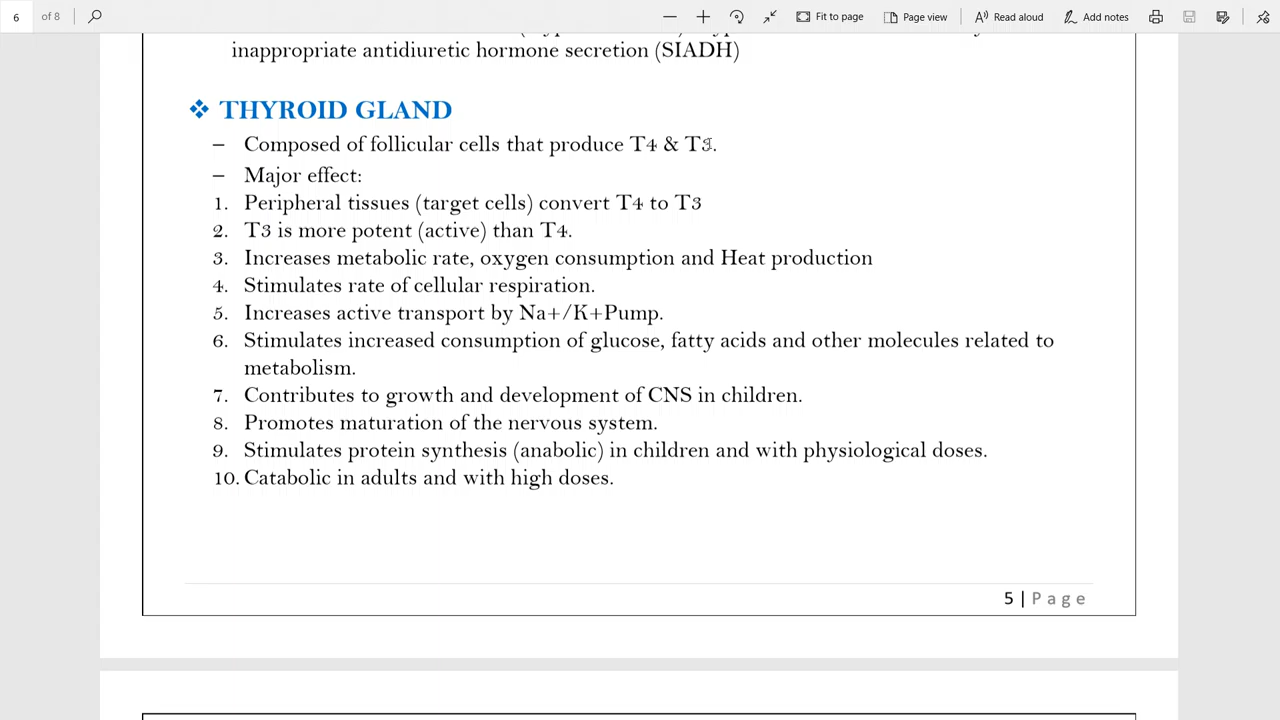 6 of 8 Fit to page Page view Read aloud Add notes
inappropriate antidiuretic hormone secretion (SIADH)
❖ THYROID GLAND
– Composed of follicular cells that produce T4 & T3.
– Major effect:
1. Peripheral tissues (target cells) convert T4 to T3
2. T3 is more potent (active) than T4.
3. Increases metabolic rate, oxygen consumption and Heat production
4. Stimulates rate of cellular respiration.
5. Increases active transport by Na+/K+Pump.
6. Stimulates increased consumption of glucose, fatty acids and other molecules related to
metabolism.
7. Contributes to growth and development of CNS in children.
8. Promotes maturation of the nervous system.
9. Stimulates protein synthesis (anabolic) in children and with physiological doses.
10. Catabolic in adults and with high doses.
5 | Page